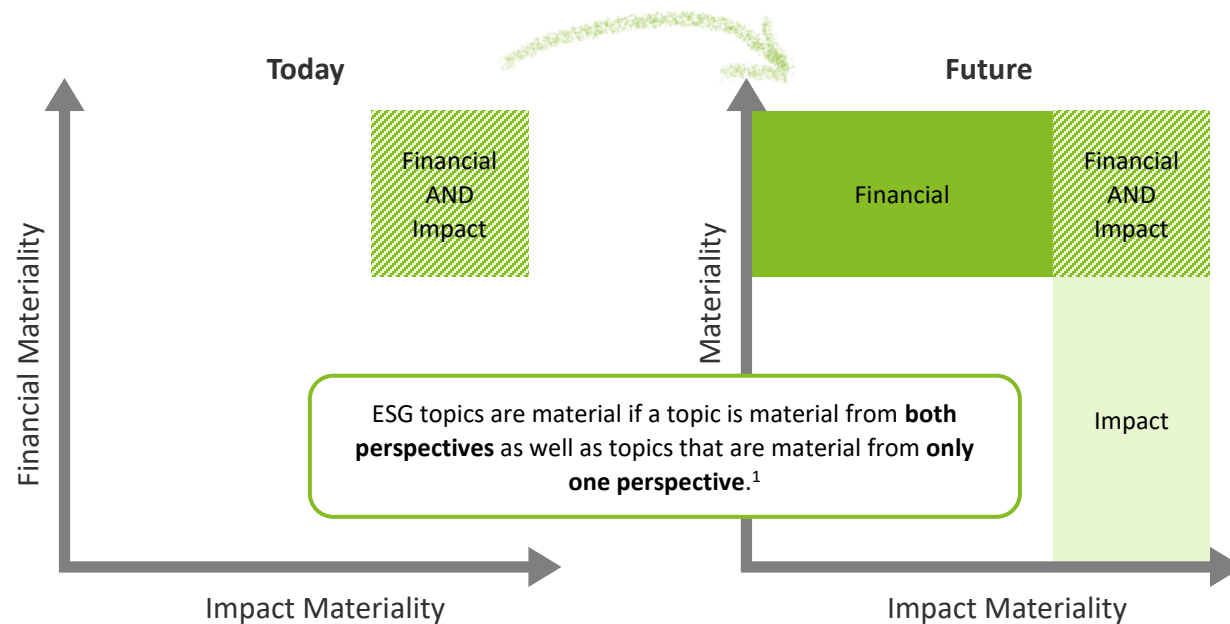 Today
Future
Financial Materiality
Financial
AND
Impact
Materiality
Financial
Financial
AND
Impact
Impact
ESG topics are material if a topic is material from both
perspectives as well as topics that are material from only
one perspective.1
Impact Materiality
Impact Materiality